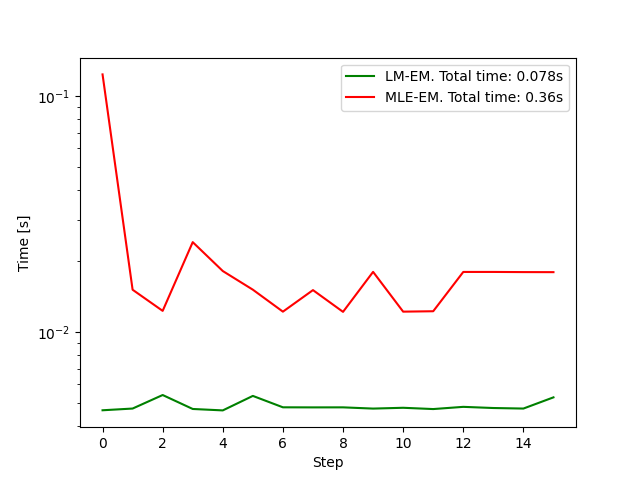 LM-EM. Total time: 0.078s
MLE-EM. Total time: 0.36s
Time [s]
10⁻¹
10⁻²
0 2 4 6 8 10 12 14
Step